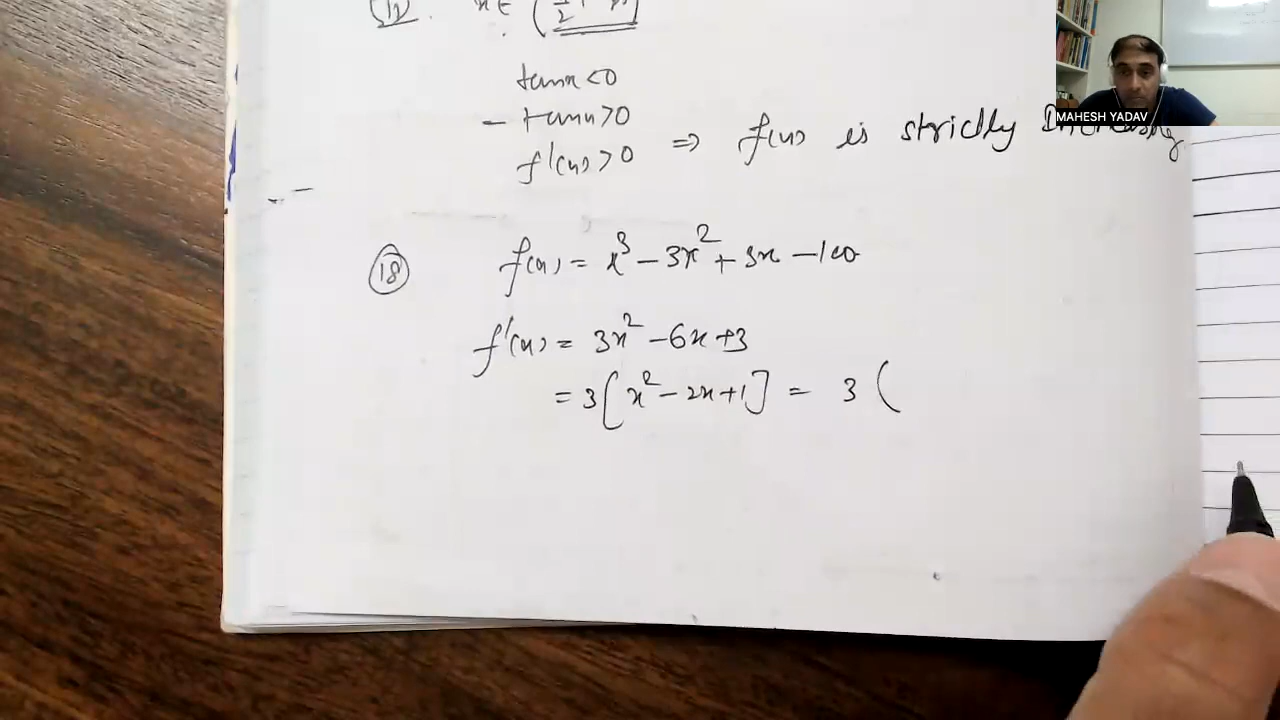 x ∈ (π/2
tanx < 0
- tanx > 0
f'(x) > 0 ⇒ f(x) is strictly Increasing
MAHESH YADAV
(18) f(x) = x³ - 3x² + 3x - 100
f'(x) = 3x² - 6x + 3
= 3[x² - 2x + 1] = 3(